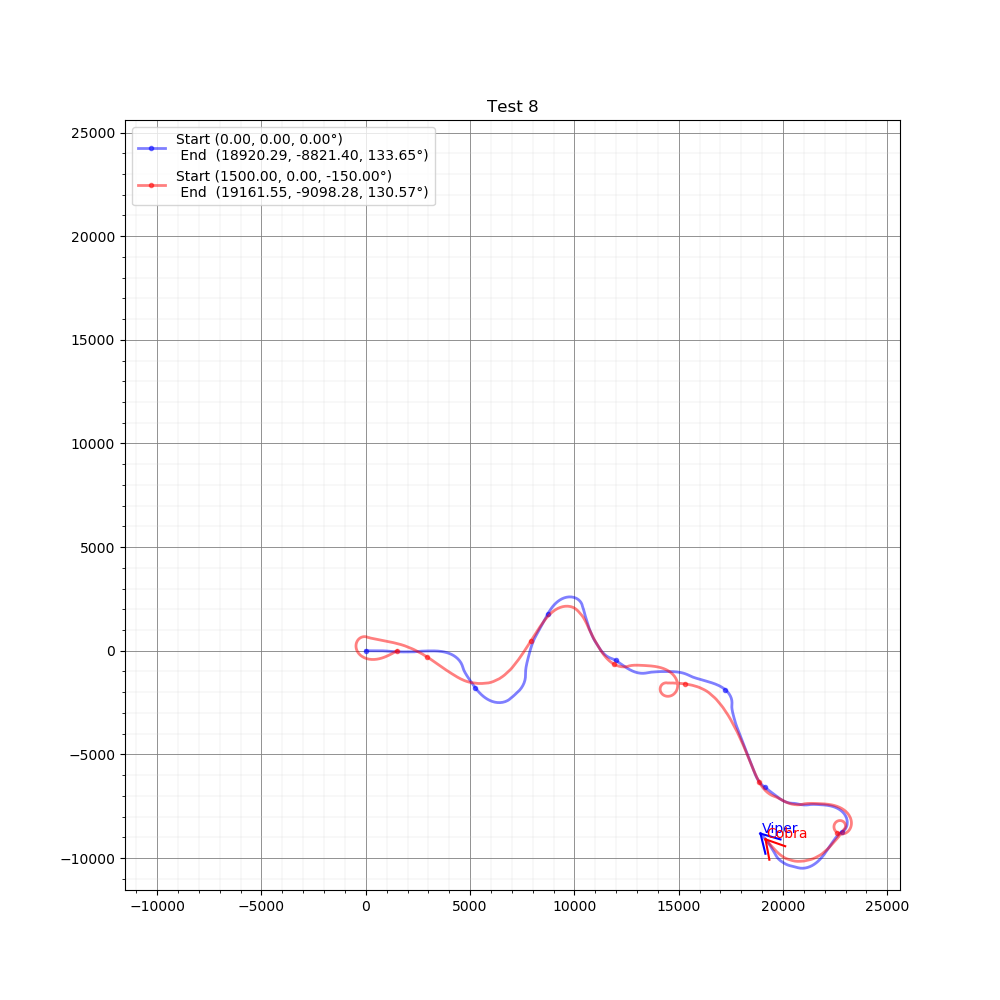 Test 8
Start (0.00, 0.00, 0.00°)
End  (18920.29, -8821.40, 133.65°)
Start (1500.00, 0.00, -150.00°)
End  (19161.55, -9098.28, 130.57°)
25000
20000
15000
10000
5000
0
−5000
−10000
Viper
Cobra
−10000 −5000 0 5000 10000 15000 20000 25000